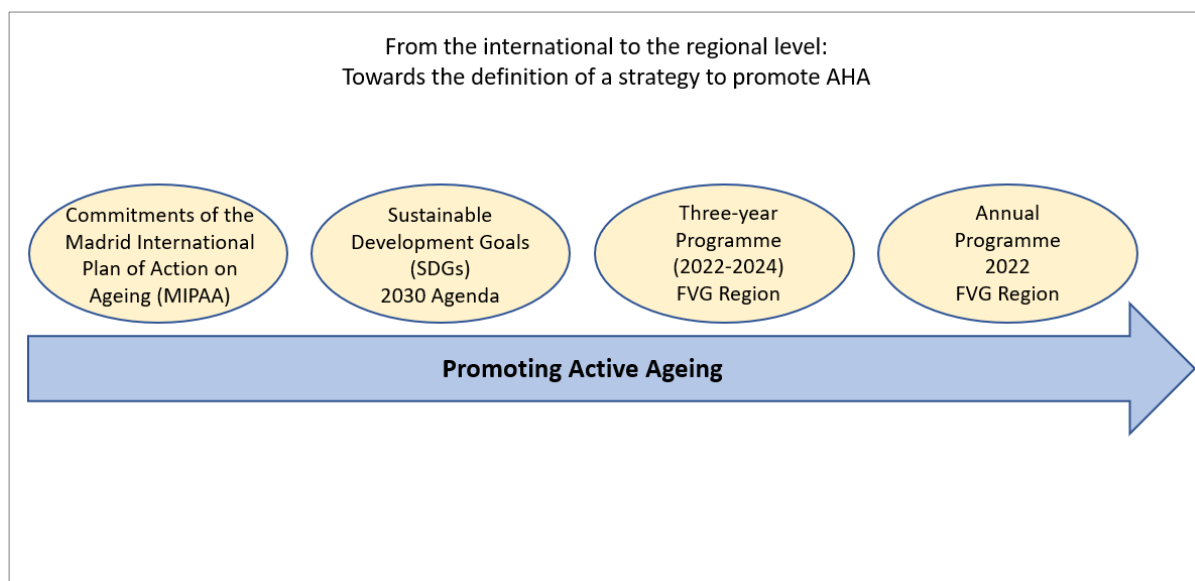 From the international to the regional level:
Towards the definition of a strategy to promote AHA
Commitments of the
Madrid International
Plan of Action on
Ageing (MIPAA)
Sustainable
Development Goals
(SDGs)
2030 Agenda
Three-year
Programme
(2022-2024)
FVG Region
Annual
Programme
2022
FVG Region
Promoting Active Ageing